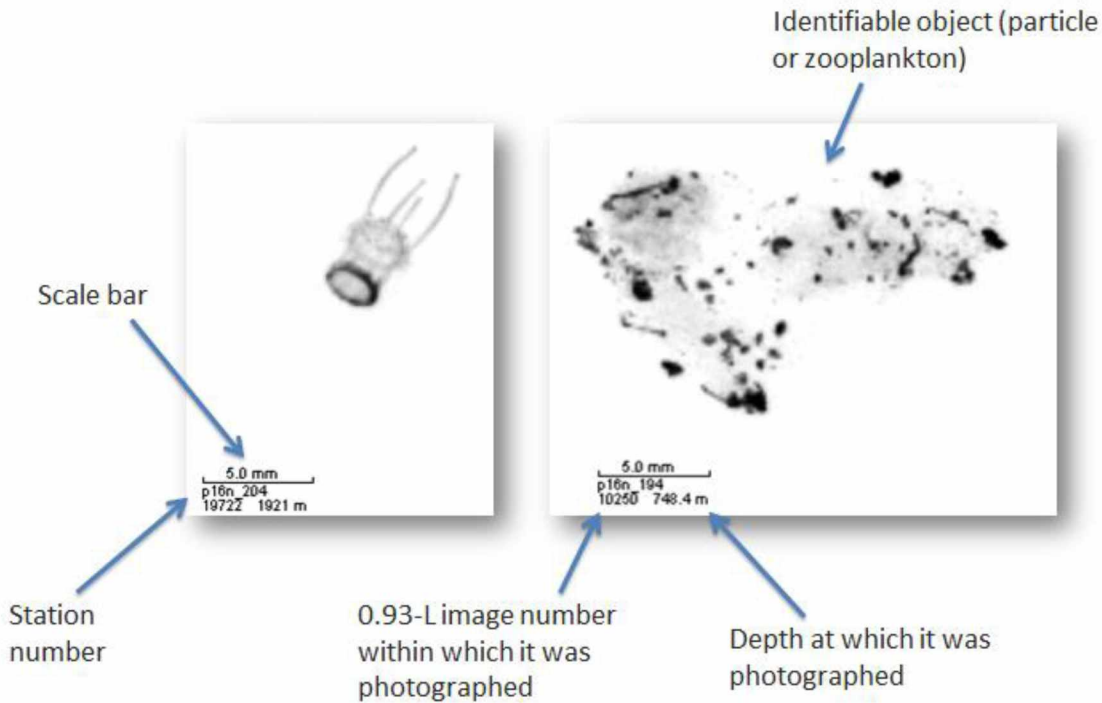 Identifiable object (particle
or zooplankton)
Scale bar
5.0 mm
p16n_204
19722 1921 m
5.0 mm
p16n_194
10250 748.4 m
Station
number
0.93-L image number
within which it was
photographed
Depth at which it was
photographed